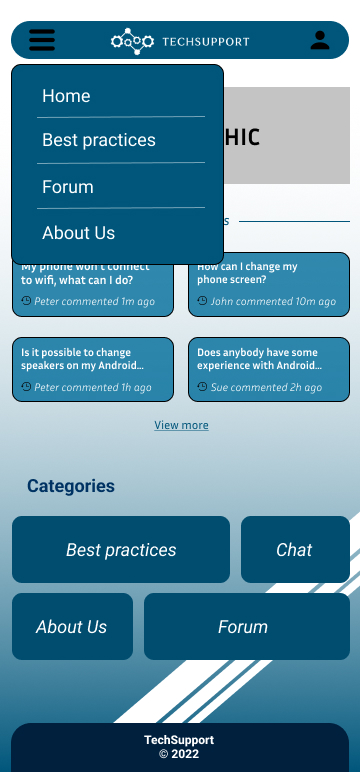 TECHSUPPORT
Home
Best practices
Forum
About Us
HIC
s
My phone won't connect
to wifi, what can I do?
Peter commented 1m ago
How can I change my
phone screen?
John commented 10m ago
Is it possible to change
speakers on my Android...
Peter commented 1h ago
Does anybody have some
experience with Android...
Sue commented 2h ago
View more
Categories
Best practices
Chat
About Us
Forum
TechSupport
© 2022